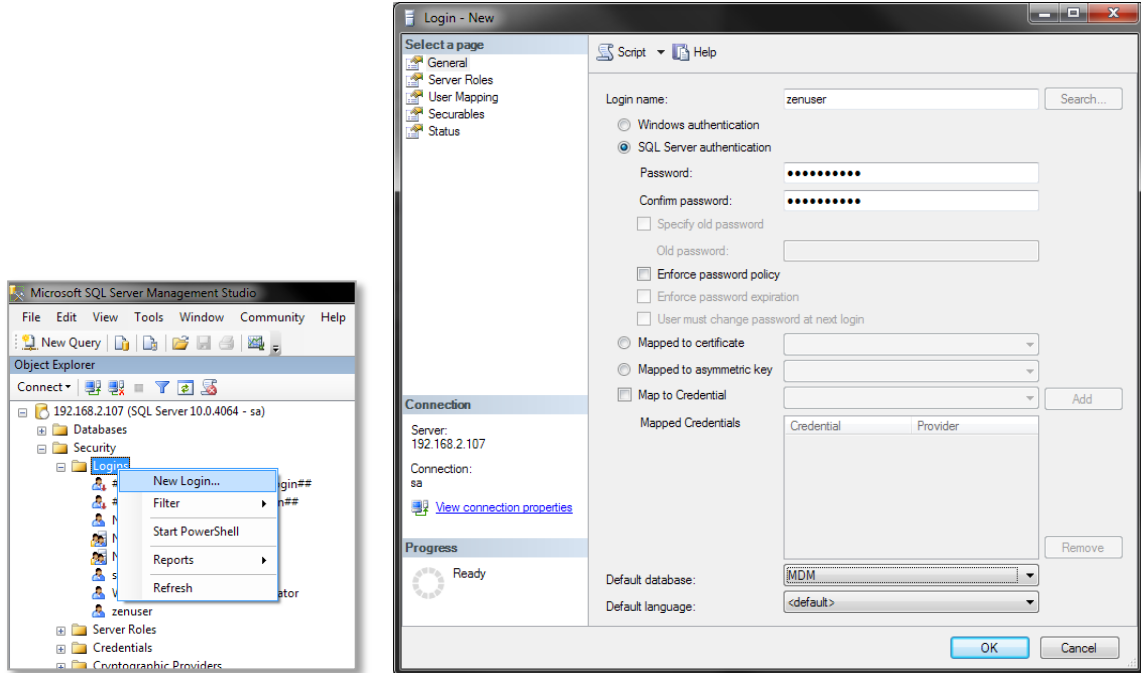 Microsoft SQL Server Management Studio
File Edit View Tools Window Community Help
New Query
Object Explorer
Connect
192.168.2.107 (SQL Server 10.0.4064 - sa)
Databases
Security
Logins
New Login...
gin##
Filter
n##
Start PowerShell
Reports
Refresh
ator
zenuser
Server Roles
Credentials
Cryptographic Providers
Login - New
Select a page
General
Server Roles
User Mapping
Securables
Status
Connection
Server:
192.168.2.107
Connection:
sa
View connection properties
Progress
Ready
Script Help
Login name: zenuser Search...
Windows authentication
SQL Server authentication
Password: ●●●●●●●●●●
Confirm password: ●●●●●●●●●●
Specify old password
Old password:
Enforce password policy
Enforce password expiration
User must change password at next login
Mapped to certificate
Mapped to asymmetric key
Map to Credential Add
Mapped Credentials Credential Provider
Remove
Default database: MDM
Default language: <default>
OK Cancel